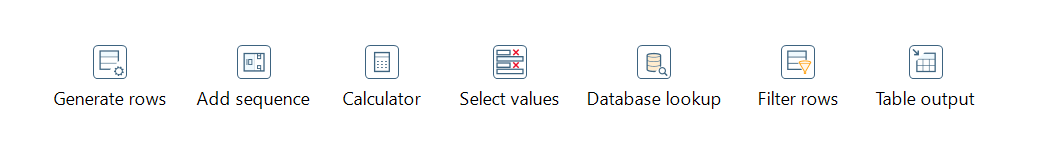 Generate rows Add sequence Calculator Select values Database lookup Filter rows Table output